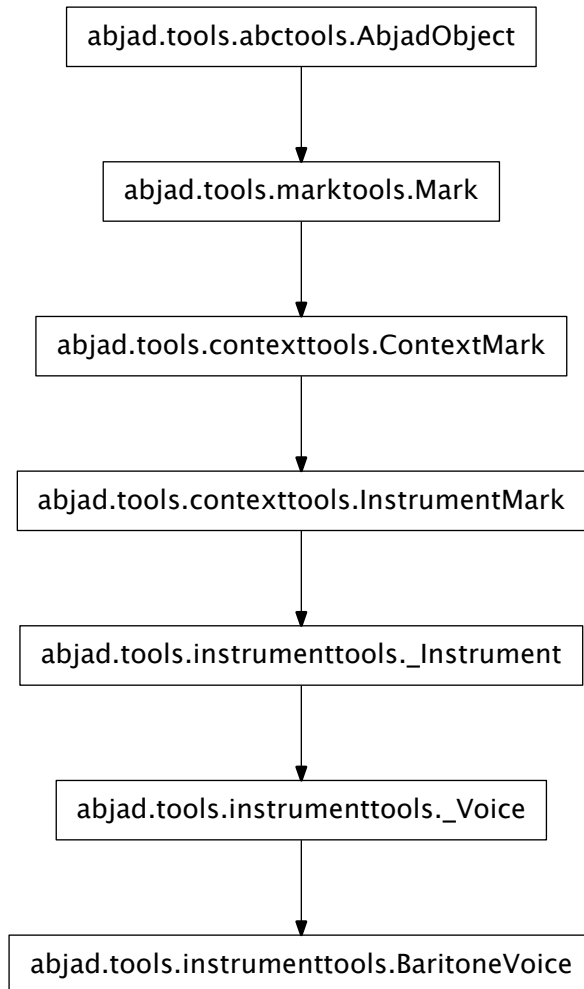 abjad.tools.abctools.AbjadObject
abjad.tools.marktools.Mark
abjad.tools.contexttools.ContextMark
abjad.tools.contexttools.InstrumentMark
abjad.tools.instrumenttools._Instrument
abjad.tools.instrumenttools._Voice
abjad.tools.instrumenttools.BaritoneVoice